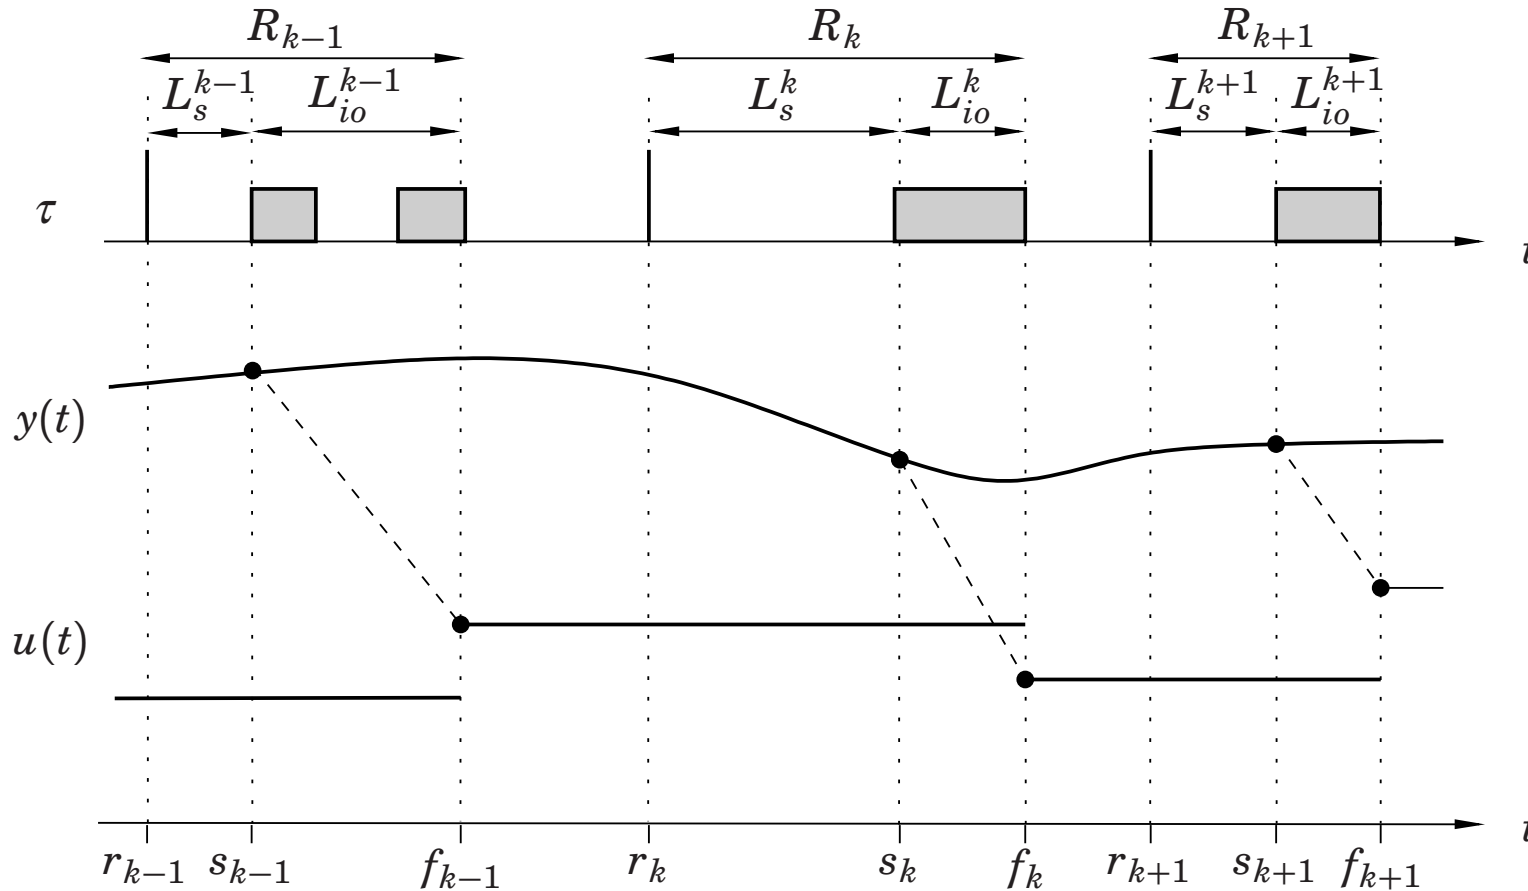 R_{k-1} R_k R_{k+1}
L_s^{k-1} L_{io}^{k-1} L_s^k L_{io}^k L_s^{k+1} L_{io}^{k+1}
τ
y(t)
u(t)
r_{k-1} s_{k-1} f_{k-1} r_k s_k f_k r_{k+1} s_{k+1} f_{k+1}